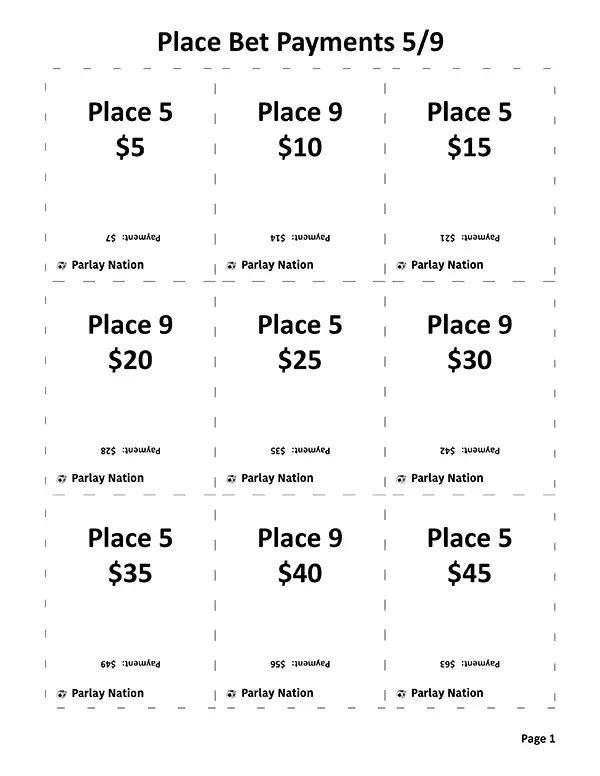 Place Bet Payments 5/9
Place 5
$5
Payment: $7
Parlay Nation
Place 9
$10
Payment: $14
Parlay Nation
Place 5
$15
Payment: $21
Parlay Nation
Place 9
$20
Payment: $28
Parlay Nation
Place 5
$25
Payment: $35
Parlay Nation
Place 9
$30
Payment: $42
Parlay Nation
Place 5
$35
Payment: $49
Parlay Nation
Place 9
$40
Payment: $56
Parlay Nation
Place 5
$45
Payment: $63
Parlay Nation
Page 1